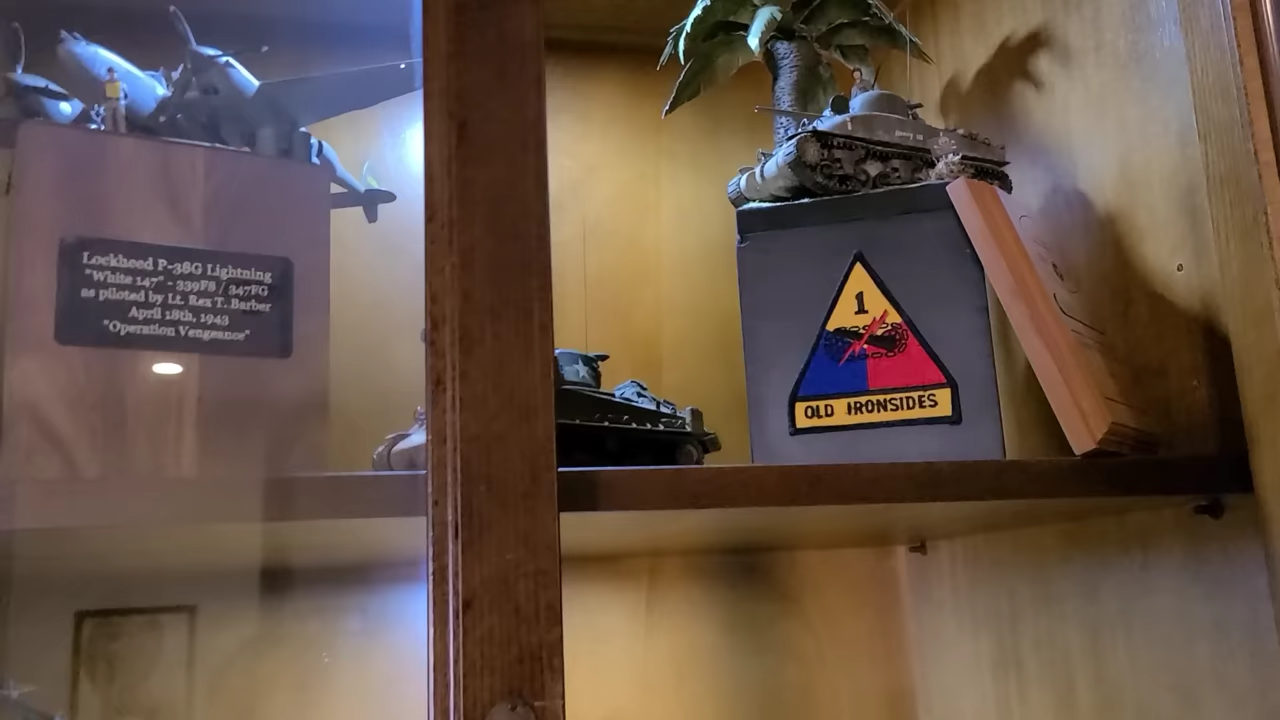 Lockheed P-38G Lightning
"White 147" - 339FS / 347FG
as piloted by Lt. Rex T. Barber
April 18th, 1943
"Operation Vengeance"
1
OLD IRONSIDES